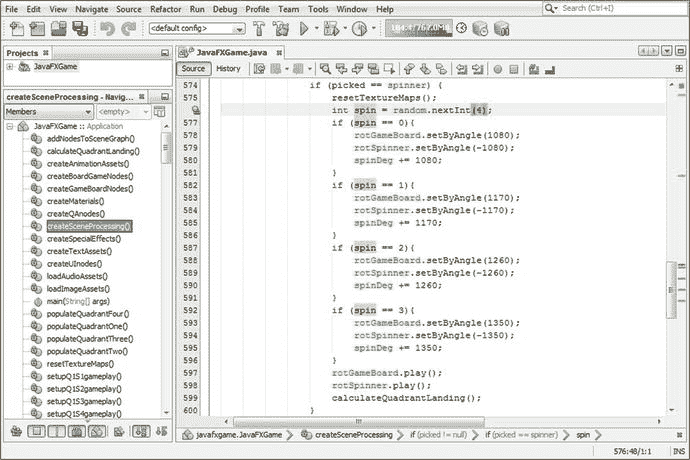 File Edit View Navigate Source Refactor Run Debug Profile Team Tools Window Help
Search (Ctrl+I)
<default config>
Projects
JavaFXGame
createSceneProcessing() - Navig...
Members
<empty>
JavaFXGame :: Application
addNodesToSceneGraph()
calculateQuadrantLanding()
createAnimationAssets()
createBoardGameNodes()
createGameBoardNodes()
createMaterials()
createQAnodes()
createSceneProcessing()
createSpecialEffects()
createTextAssets()
createUInodes()
loadAudioAssets()
loadImageAssets()
main(String[] args)
populateQuadrantFour()
populateQuadrantOne()
populateQuadrantThree()
populateQuadrantTwo()
resetTextureMaps()
setupQ1S1gameplay()
setupQ1S2gameplay()
setupQ1S3gameplay()
setupQ1S4gameplay()
JavaFXGame.java
Source History
574 if (picked == spinner) {
575 resetTextureMaps();
int spin = random.nextInt(4);
577 if (spin == 0){
578 rotGameBoard.setByAngle(1080);
579 rotSpinner.setByAngle(-1080);
580 spinDeg += 1080;
581 }
582 if (spin == 1){
583 rotGameBoard.setByAngle(1170);
584 rotSpinner.setByAngle(-1170);
585 spinDeg += 1170;
586 }
587 if (spin == 2){
588 rotGameBoard.setByAngle(1260);
589 rotSpinner.setByAngle(-1260);
590 spinDeg += 1260;
591 }
592 if (spin == 3){
593 rotGameBoard.setByAngle(1350);
594 rotSpinner.setByAngle(-1350);
595 spinDeg += 1350;
596 }
597 rotGameBoard.play();
598 rotSpinner.play();
599 calculateQuadrantLanding();
600 }
javafxgame.JavaFXGame createSceneProcessing if (picked != null) if (picked == spinner) spin
576:48/1:1 INS